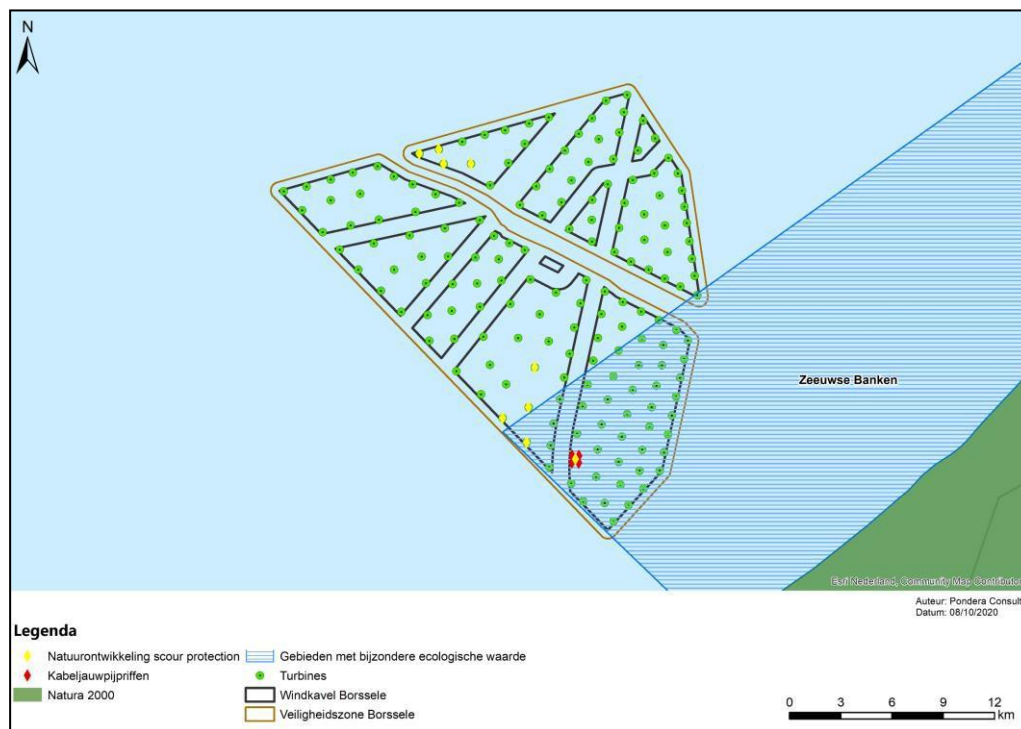 N
Zeeuwse Banken
Esri Nederland, Community Map Contributors
Auteur: Pondera Consult
Datum: 08/10/2020
Legenda
Natuurontwikkeling scour protection
Gebieden met bijzondere ecologische waarde
Kabeljauwpijpriffen
Turbines
Natura 2000
Windkavel Borssele
Veiligheidszone Borssele
0 3 6 9 12
km